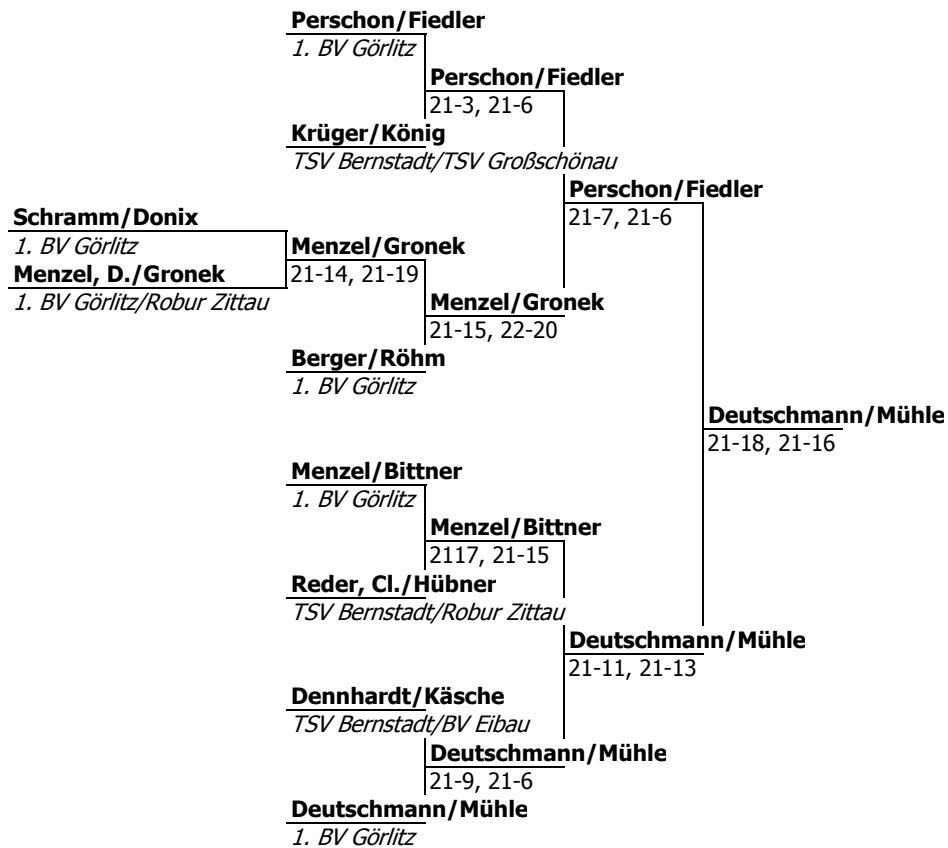 Perschon/Fiedler
1. BV Görlitz
Perschon/Fiedler
21-3, 21-6
Krüger/König
TSV Bernstadt/TSV Großschönau
Perschon/Fiedler
21-7, 21-6
Schramm/Donix
1. BV Görlitz
Menzel/Gronek
21-14, 21-19
Menzel, D./Gronek
1. BV Görlitz/Robur Zittau
Menzel/Gronek
21-15, 22-20
Berger/Röhm
1. BV Görlitz
Deutschmann/Mühle
21-18, 21-16
Menzel/Bittner
1. BV Görlitz
Menzel/Bittner
2117, 21-15
Reder, Cl./Hübner
TSV Bernstadt/Robur Zittau
Deutschmann/Mühle
21-11, 21-13
Dennhardt/Käsche
TSV Bernstadt/BV Eibau
Deutschmann/Mühle
21-9, 21-6
Deutschmann/Mühle
1. BV Görlitz